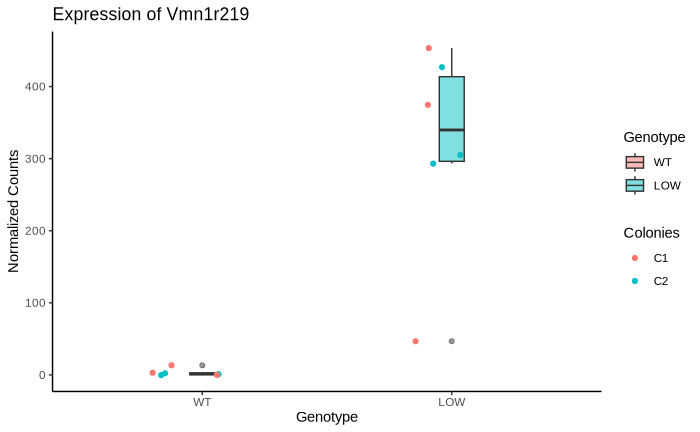 Expression of Vmn1r219
Normalized Counts
400
300
200
100
0
WT
LOW
Genotype
Genotype
WT
LOW
Colonies
C1
C2